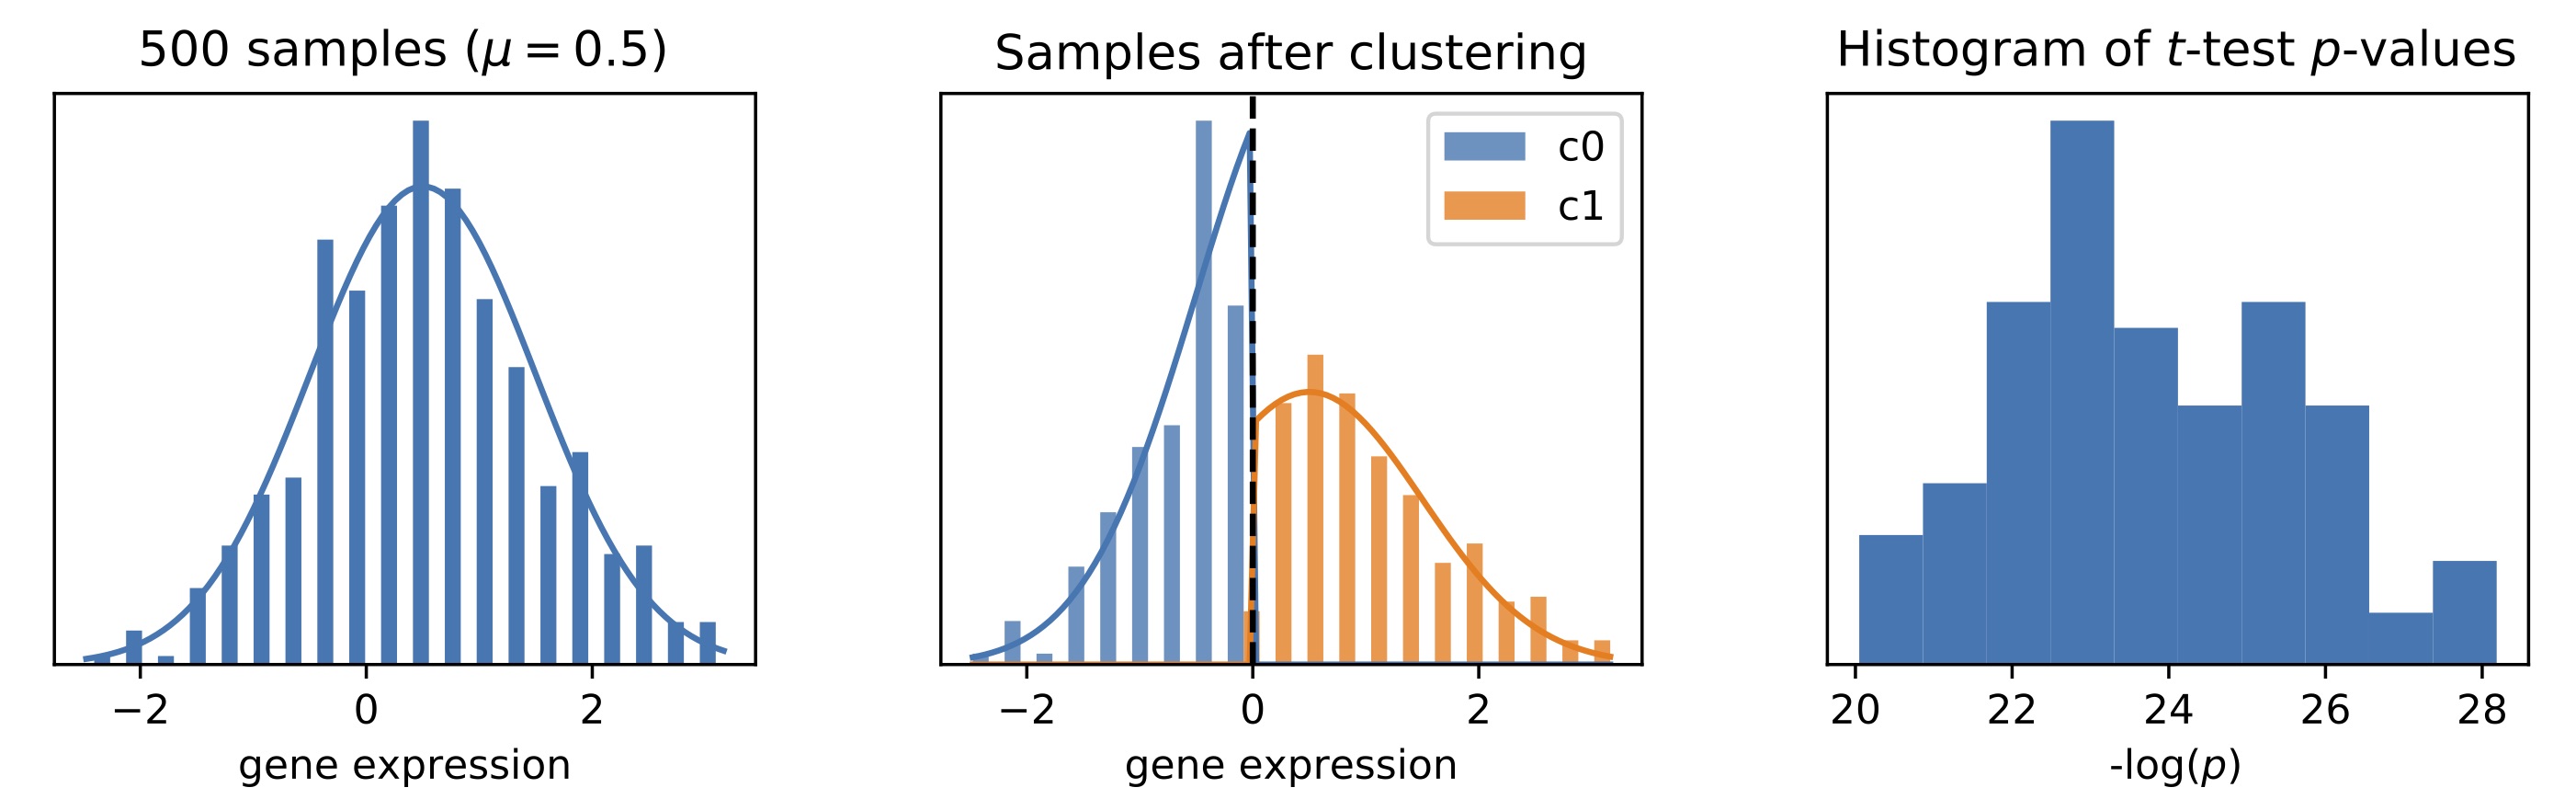 500 samples (μ = 0.5)
−2 0 2
gene expression
Samples after clustering
c0
c1
−2 0 2
gene expression
Histogram of t-test p-values
20 22 24 26 28
-log(p)